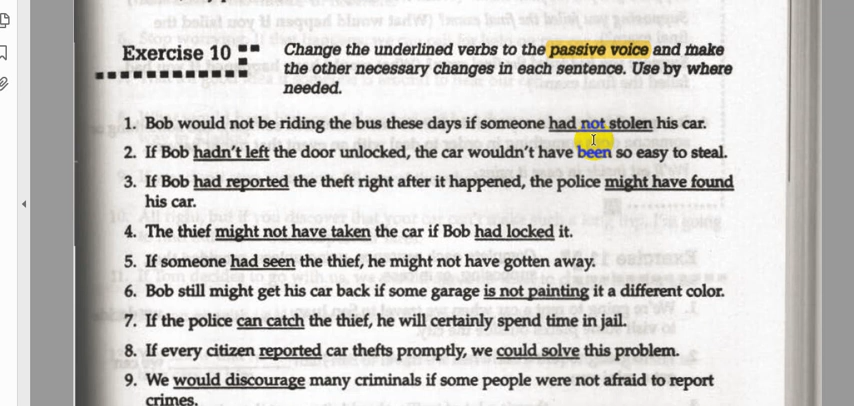 Exercise 10
Change the underlined verbs to the passive voice and make
the other necessary changes in each sentence. Use by where
needed.
1. Bob would not be riding the bus these days if someone had not stolen his car.
2. If Bob hadn't left the door unlocked, the car wouldn't have been so easy to steal.
3. If Bob had reported the theft right after it happened, the police might have found
his car.
4. The thief might not have taken the car if Bob had locked it.
5. If someone had seen the thief, he might not have gotten away.
6. Bob still might get his car back if some garage is not painting it a different color.
7. If the police can catch the thief, he will certainly spend time in jail.
8. If every citizen reported car thefts promptly, we could solve this problem.
9. We would discourage many criminals if some people were not afraid to report
crimes.